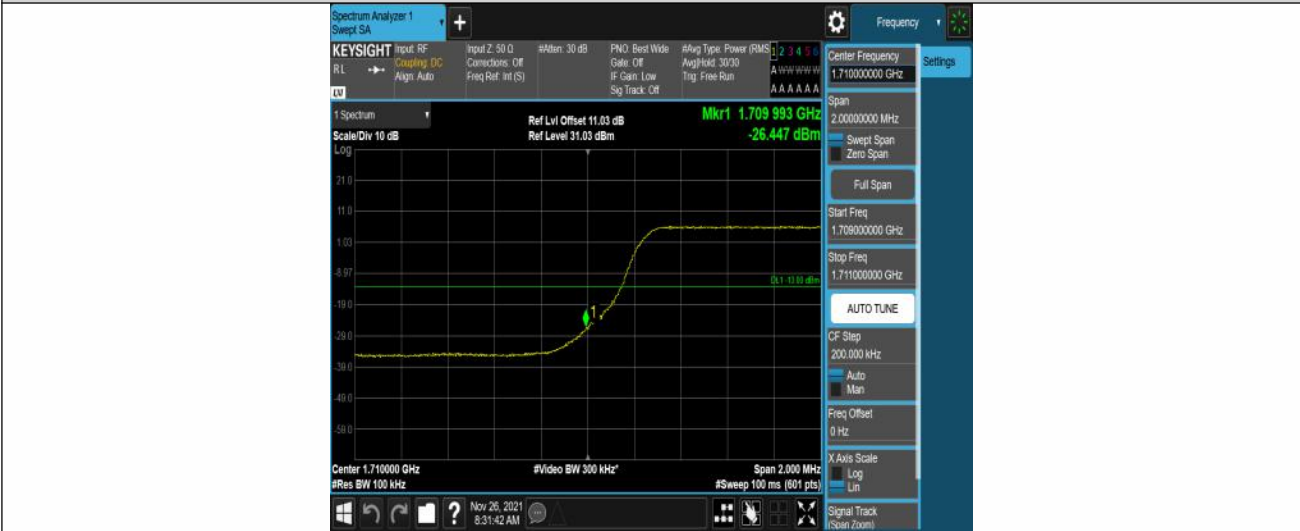 Spectrum Analyzer 1
Swept SA
Frequency
KEYSIGHT
Input: RF
Input Z: 50 Ω
#Atten: 30 dB
PNO: Best Wide
#Avg Type: Power (RMS
1 2 3 4 5 6
RL
Coupling: DC
Corrections: Off
Gate: Off
Avg|Hold: 30/30
A W W W W W
Align: Auto
Freq Ref: Int (S)
IF Gain: Low
Trig: Free Run
Sig Track: Off
A A A A A A
LV
1 Spectrum
Ref Lvl Offset 11.03 dB
Mkr1 1.709 993 GHz
Scale/Div 10 dB
Ref Level 31.03 dBm
-26.447 dBm
Log
21.0
11.0
1.03
-8.97
-19.0
-29.0
-39.0
-49.0
-59.0
DL1 -13.00 dBm
1
Center 1.710000 GHz
#Video BW 300 kHz*
Span 2.000 MHz
#Res BW 100 kHz
#Sweep 100 ms (601 pts)
Nov 26, 2021
8:31:42 AM
?
Center Frequency
1.710000000 GHz
Settings
Span
2.00000000 MHz
Swept Span
Zero Span
Full Span
Start Freq
1.709000000 GHz
Stop Freq
1.711000000 GHz
AUTO TUNE
CF Step
200.000 kHz
Auto
Man
Freq Offset
0 Hz
X Axis Scale
Log
Lin
Signal Track
(Span Zoom)